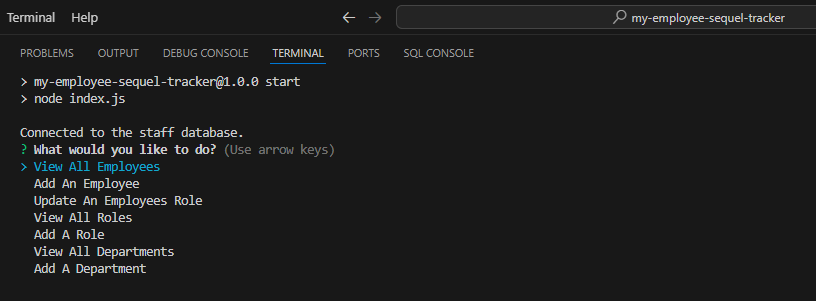 Terminal Help my-employee-sequel-tracker
PROBLEMS OUTPUT DEBUG CONSOLE TERMINAL PORTS SQL CONSOLE
> my-employee-sequel-tracker@1.0.0 start
> node index.js
Connected to the staff database.
? What would you like to do? (Use arrow keys)
> View All Employees
Add An Employee
Update An Employees Role
View All Roles
Add A Role
View All Departments
Add A Department